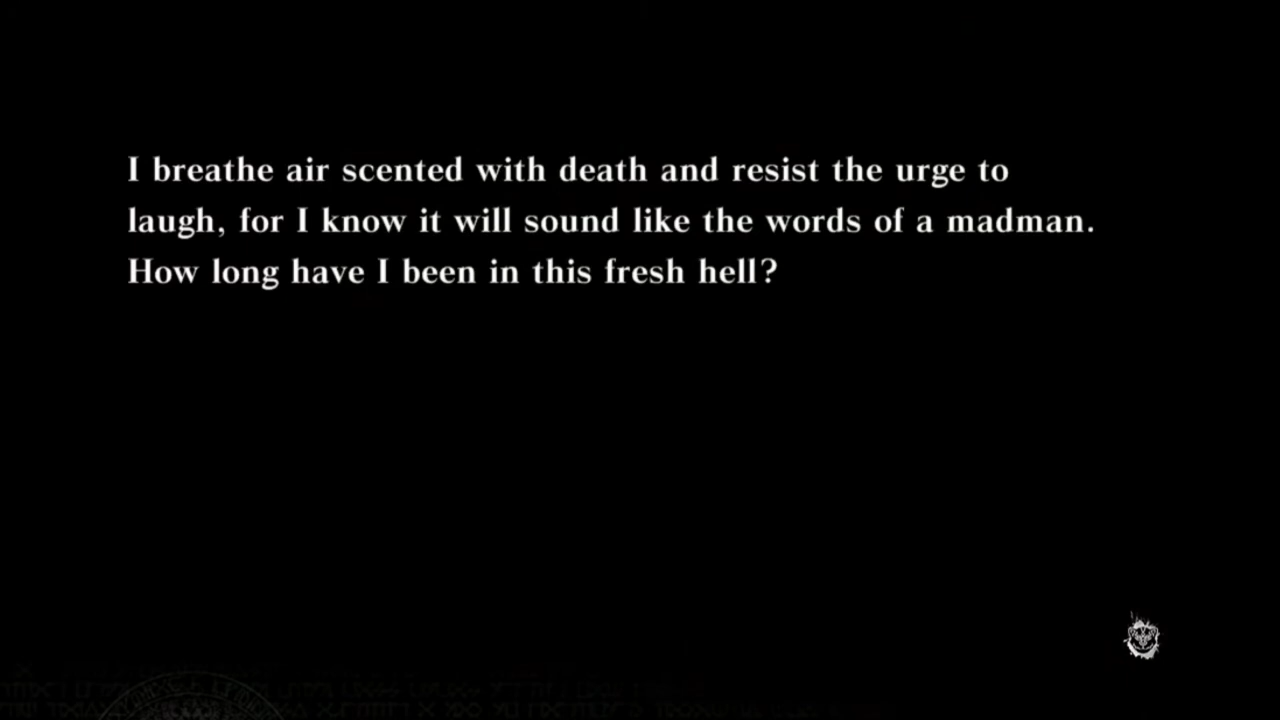 I breathe air scented with death and resist the urge to
laugh, for I know it will sound like the words of a madman.
How long have I been in this fresh hell?